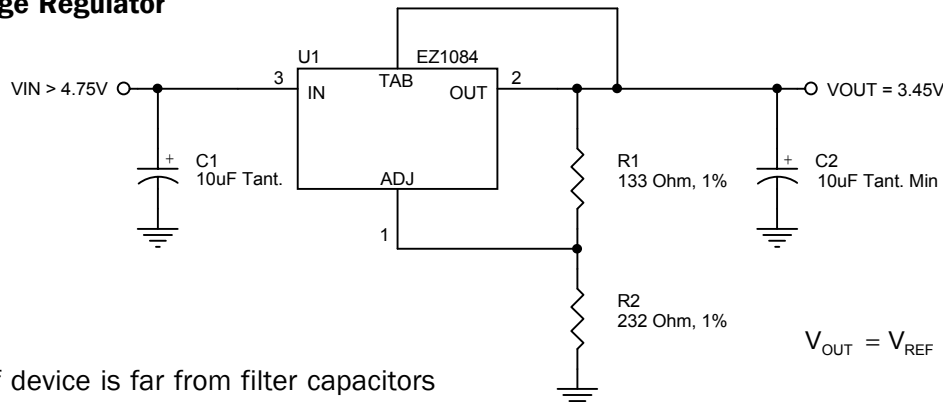 ge Regulator
U1 EZ1084
VIN > 4.75V 3 IN TAB OUT 2 VOUT = 3.45V
+ C1
10uF Tant.
ADJ
1
R1
133 Ohm, 1%
+ C2
10uF Tant. Min
R2
232 Ohm, 1%
VOUT = VREF
f device is far from filter capacitors